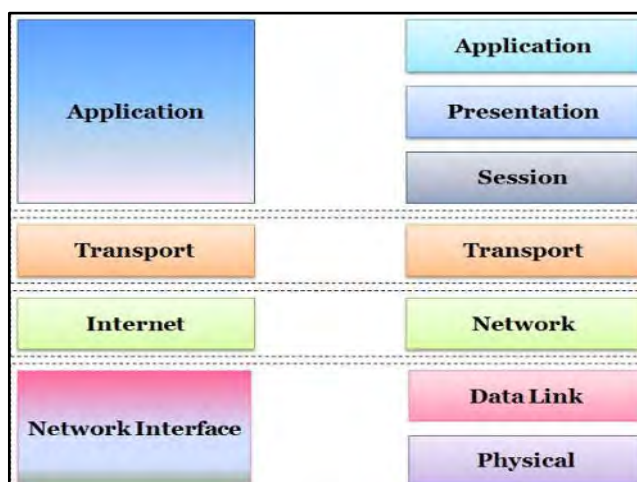 Application
Application
Presentation
Session
Transport
Transport
Internet
Network
Network Interface
Data Link
Physical